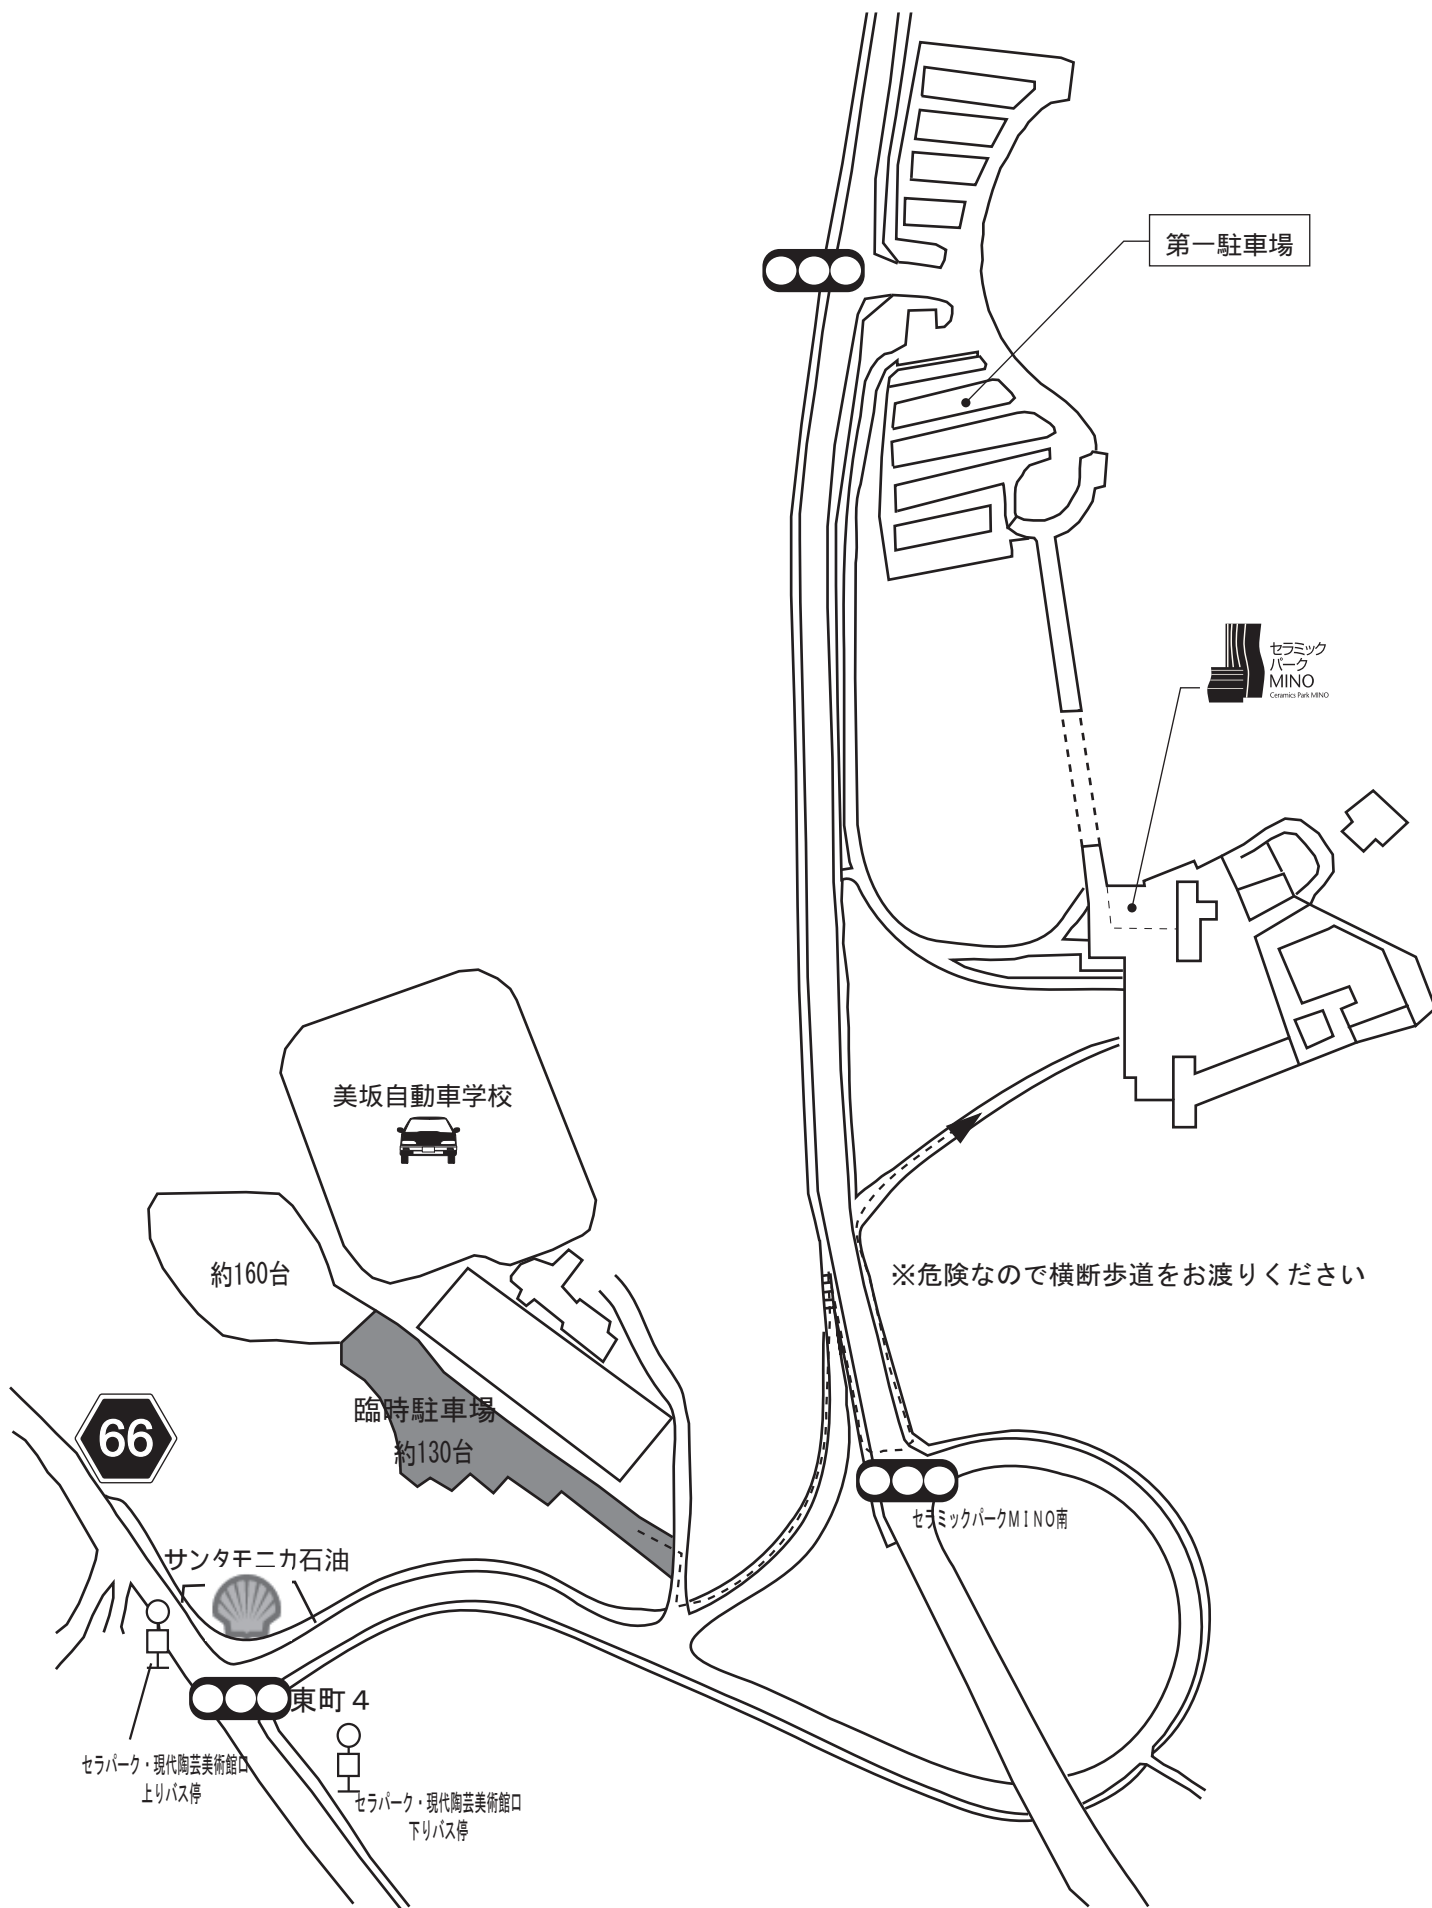 第一駐車場
セラミック
パーク
MINO
Ceramics Park MINO
美坂自動車学校
約160台
※危険なので横断歩道をお渡りください
臨時駐車場
約130台
66
セラミックパークMINO南
サンタモニカ石油
東町４
セラパーク・現代陶芸美術館口
上りバス停
セラパーク・現代陶芸美術館口
下りバス停